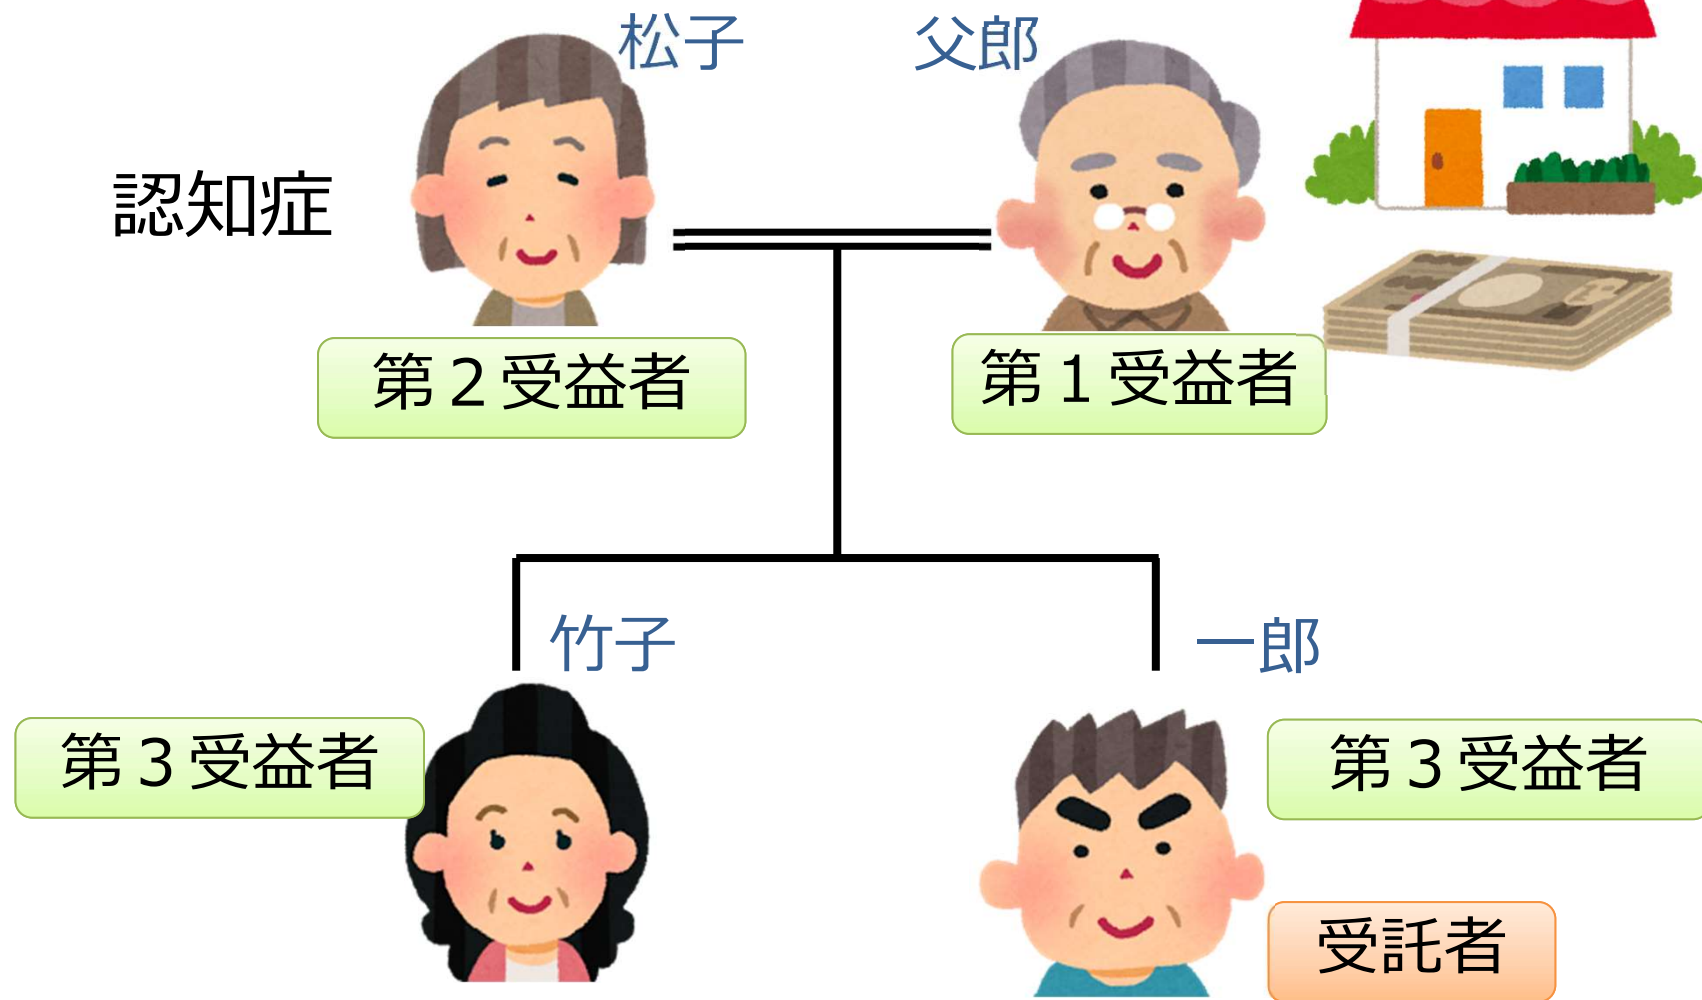 松子
父郎
認知症
第２受益者
第１受益者
竹子
一郎
第３受益者
第３受益者
受託者